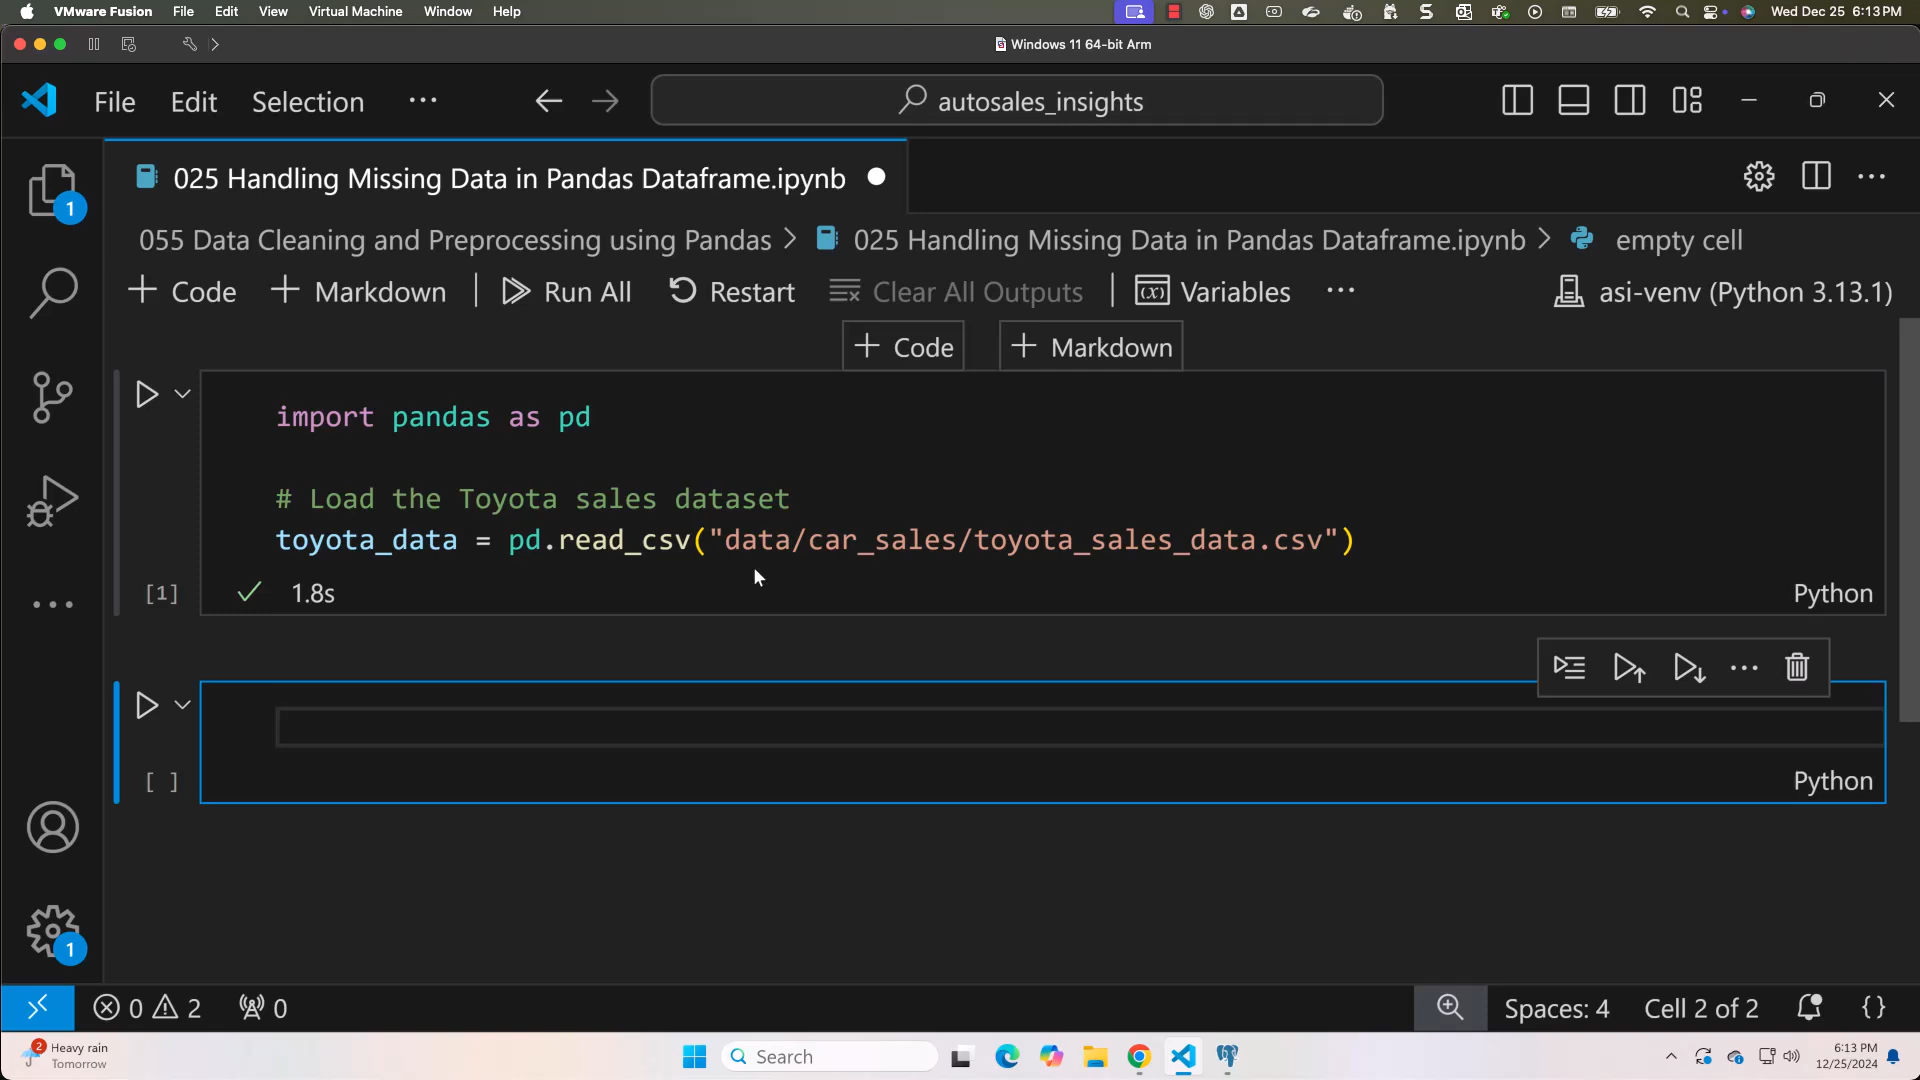 VMware Fusion File Edit View Virtual Machine Window Help Wed Dec 25 6:13 PM
Windows 11 64-bit Arm
File Edit Selection ··· autosales_insights
025 Handling Missing Data in Pandas Dataframe.ipynb
055 Data Cleaning and Preprocessing using Pandas > 025 Handling Missing Data in Pandas Dataframe.ipynb > empty cell
1
+ Code + Markdown Run All Restart Clear All Outputs Variables ··· asi-venv (Python 3.13.1)
+ Code + Markdown
import pandas as pd
# Load the Toyota sales dataset
toyota_data = pd.read_csv("data/car_sales/toyota_sales_data.csv")
[1] 1.8s Python
[ ] Python
1
0 2 0 Spaces: 4 Cell 2 of 2 {}
2 Heavy rain
Tomorrow
Search
6:13 PM
12/25/2024